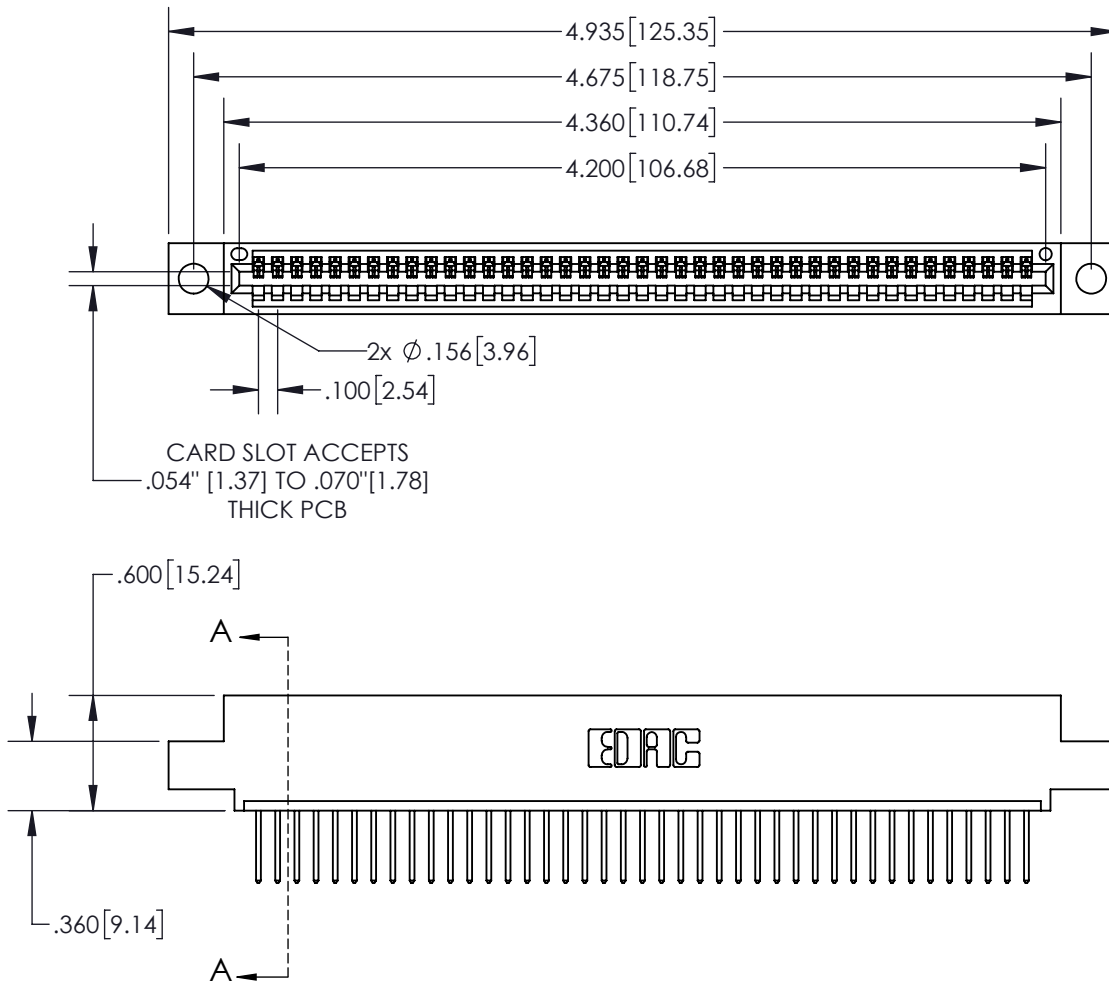 4.935[125.35]
4.675[118.75]
4.360[110.74]
4.200[106.68]
2x Ø .156[3.96]
.100[2.54]
CARD SLOT ACCEPTS
.054" [1.37] TO .070"[1.78]
THICK PCB
.600[15.24]
A
EDAC
.360[9.14]
A